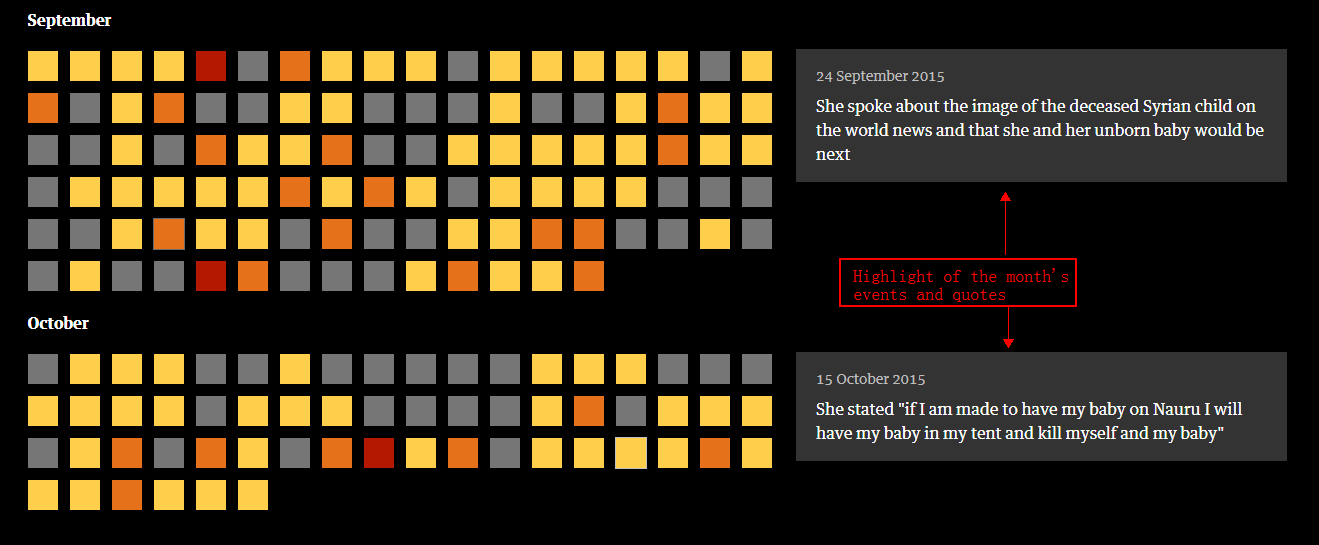 September
24 September 2015
She spoke about the image of the deceased Syrian child on
the world news and that she and her unborn baby would be
next
Highlight of the month's
events and quotes
October
15 October 2015
She stated "if I am made to have my baby on Nauru I will
have my baby in my tent and kill myself and my baby"